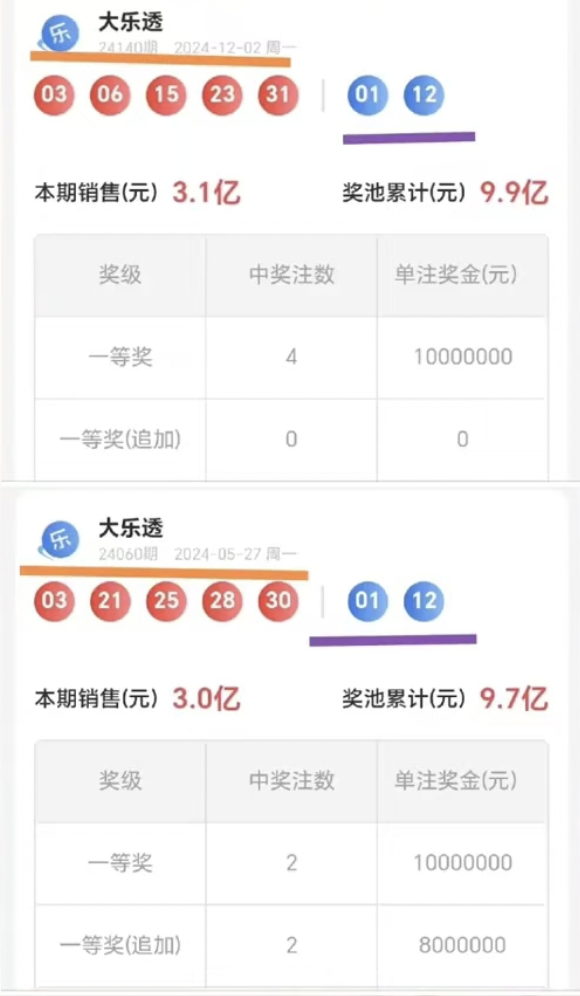 乐 大乐透
24140期 2024-12-02 周一
03 06 15 23 31 01 12
本期销售(元) 3.1亿 奖池累计(元) 9.9亿
奖级 中奖注数 单注奖金(元)
一等奖 4 10000000
一等奖(追加) 0 0
乐 大乐透
24060期 2024-05-27 周一
03 21 25 28 30 01 12
本期销售(元) 3.0亿 奖池累计(元) 9.7亿
奖级 中奖注数 单注奖金(元)
一等奖 2 10000000
一等奖(追加) 2 8000000